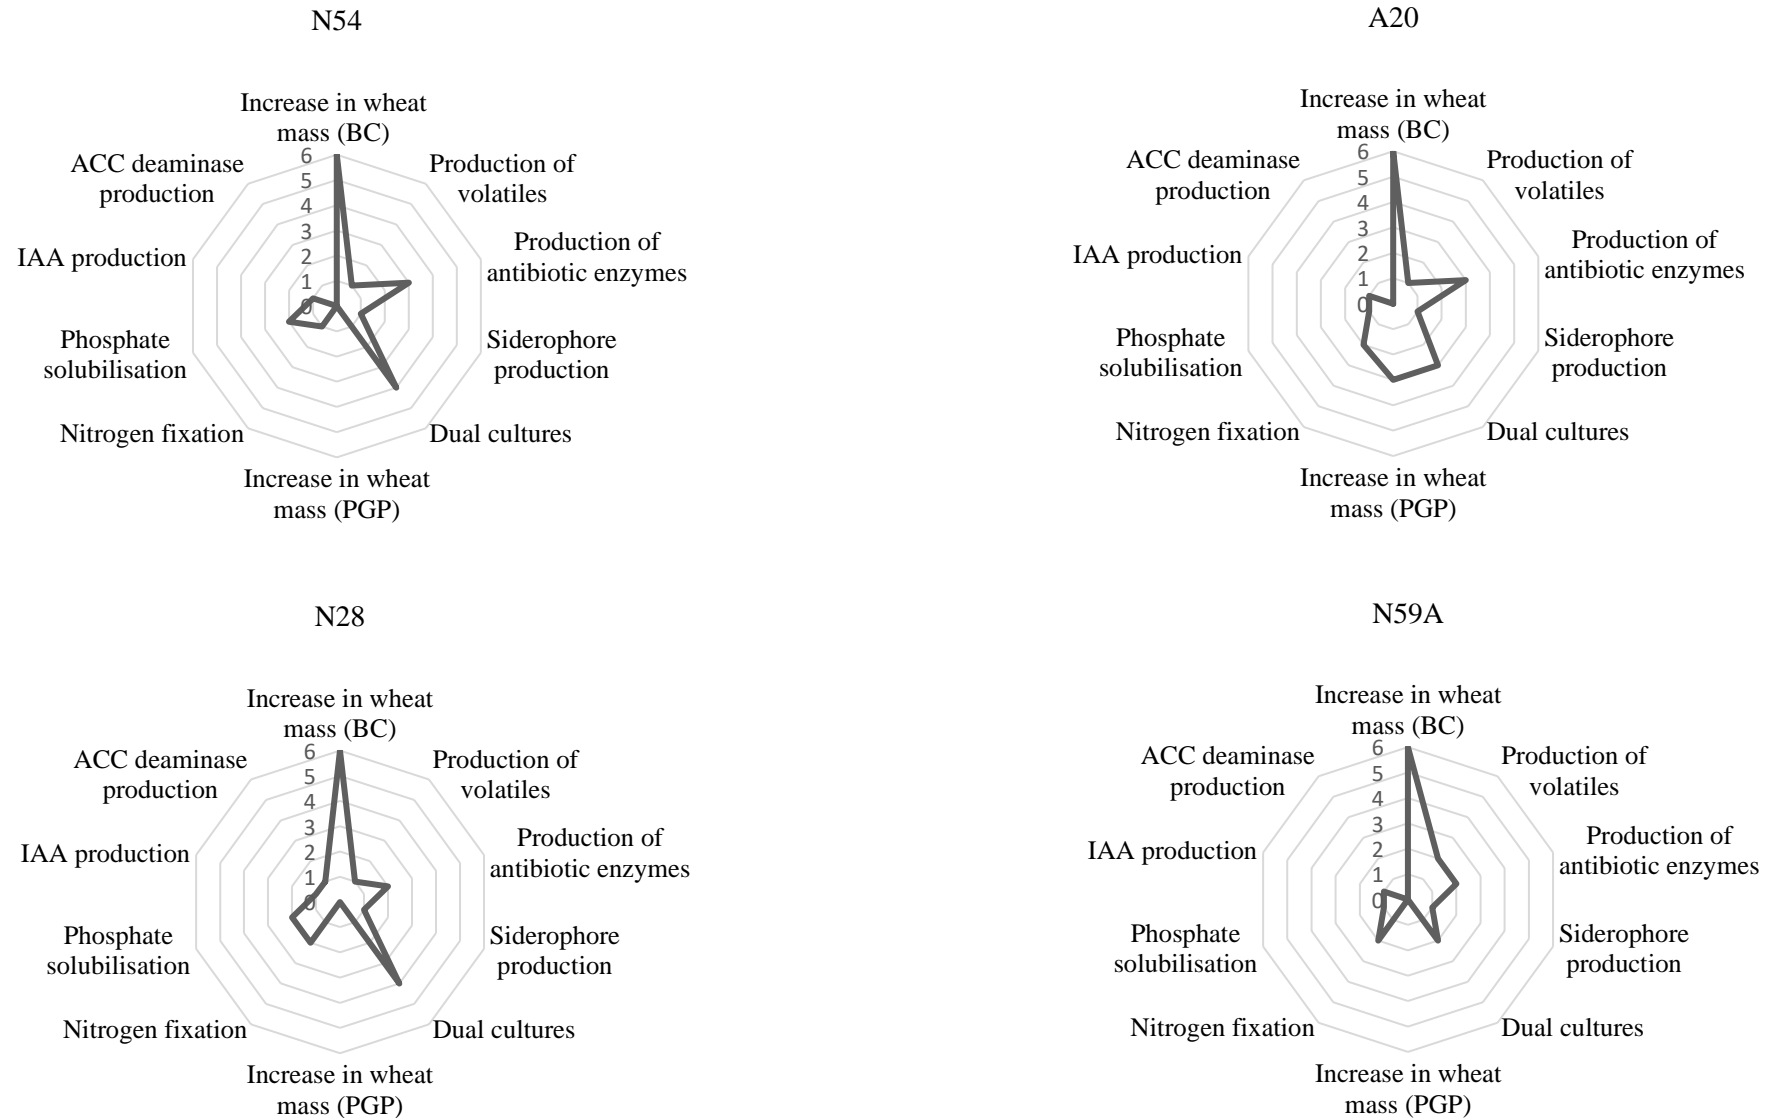 N54
Increase in wheat
mass (BC)
Production of
volatiles
Production of
antibiotic enzymes
Siderophore
production
Dual cultures
Increase in wheat
mass (PGP)
Nitrogen fixation
Phosphate
solubilisation
IAA production
ACC deaminase
production
6
5
4
3
2
1
0
A20
Increase in wheat
mass (BC)
Production of
volatiles
Production of
antibiotic enzymes
Siderophore
production
Dual cultures
Increase in wheat
mass (PGP)
Nitrogen fixation
Phosphate
solubilisation
IAA production
ACC deaminase
production
6
5
4
3
2
1
0
N28
Increase in wheat
mass (BC)
Production of
volatiles
Production of
antibiotic enzymes
Siderophore
production
Dual cultures
Increase in wheat
mass (PGP)
Nitrogen fixation
Phosphate
solubilisation
IAA production
ACC deaminase
production
6
5
4
3
2
1
0
N59A
Increase in wheat
mass (BC)
Production of
volatiles
Production of
antibiotic enzymes
Siderophore
production
Dual cultures
Increase in wheat
mass (PGP)
Nitrogen fixation
Phosphate
solubilisation
IAA production
ACC deaminase
production
6
5
4
3
2
1
0